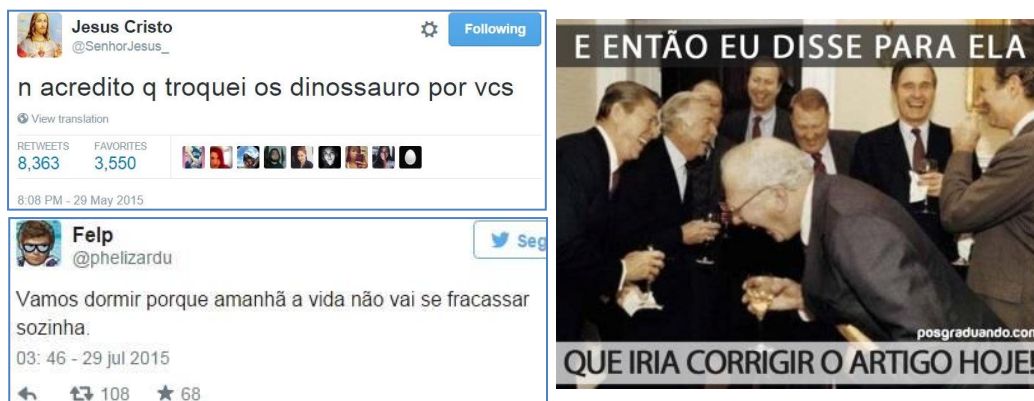 Jesus Cristo
@SenhorJesus_
Following
n acredito q troquei os dinossauro por vcs
View translation
RETWEETS FAVORITES
8,363 3,550
8:08 PM - 29 May 2015
Felp
@phelizardu
Seg
Vamos dormir porque amanhã a vida não vai se fracassar
sozinha.
03: 46 - 29 jul 2015
108 68
E ENTÃO EU DISSE PARA ELA
posgraduando.com
QUE IRIA CORRIGIR O ARTIGO HOJE!